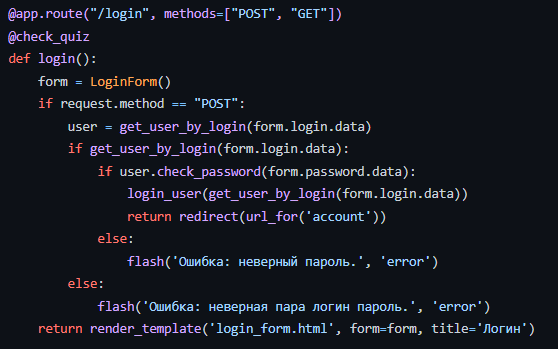 @app.route("/login", methods=["POST", "GET"])
@check_quiz
def login():
    form = LoginForm()
    if request.method == "POST":
        user = get_user_by_login(form.login.data)
        if get_user_by_login(form.login.data):
            if user.check_password(form.password.data):
                login_user(get_user_by_login(form.login.data))
                return redirect(url_for('account'))
            else:
                flash('Ошибка: неверный пароль.', 'error')
        else:
            flash('Ошибка: неверная пара логин пароль.', 'error')
    return render_template('login_form.html', form=form, title='Логин')